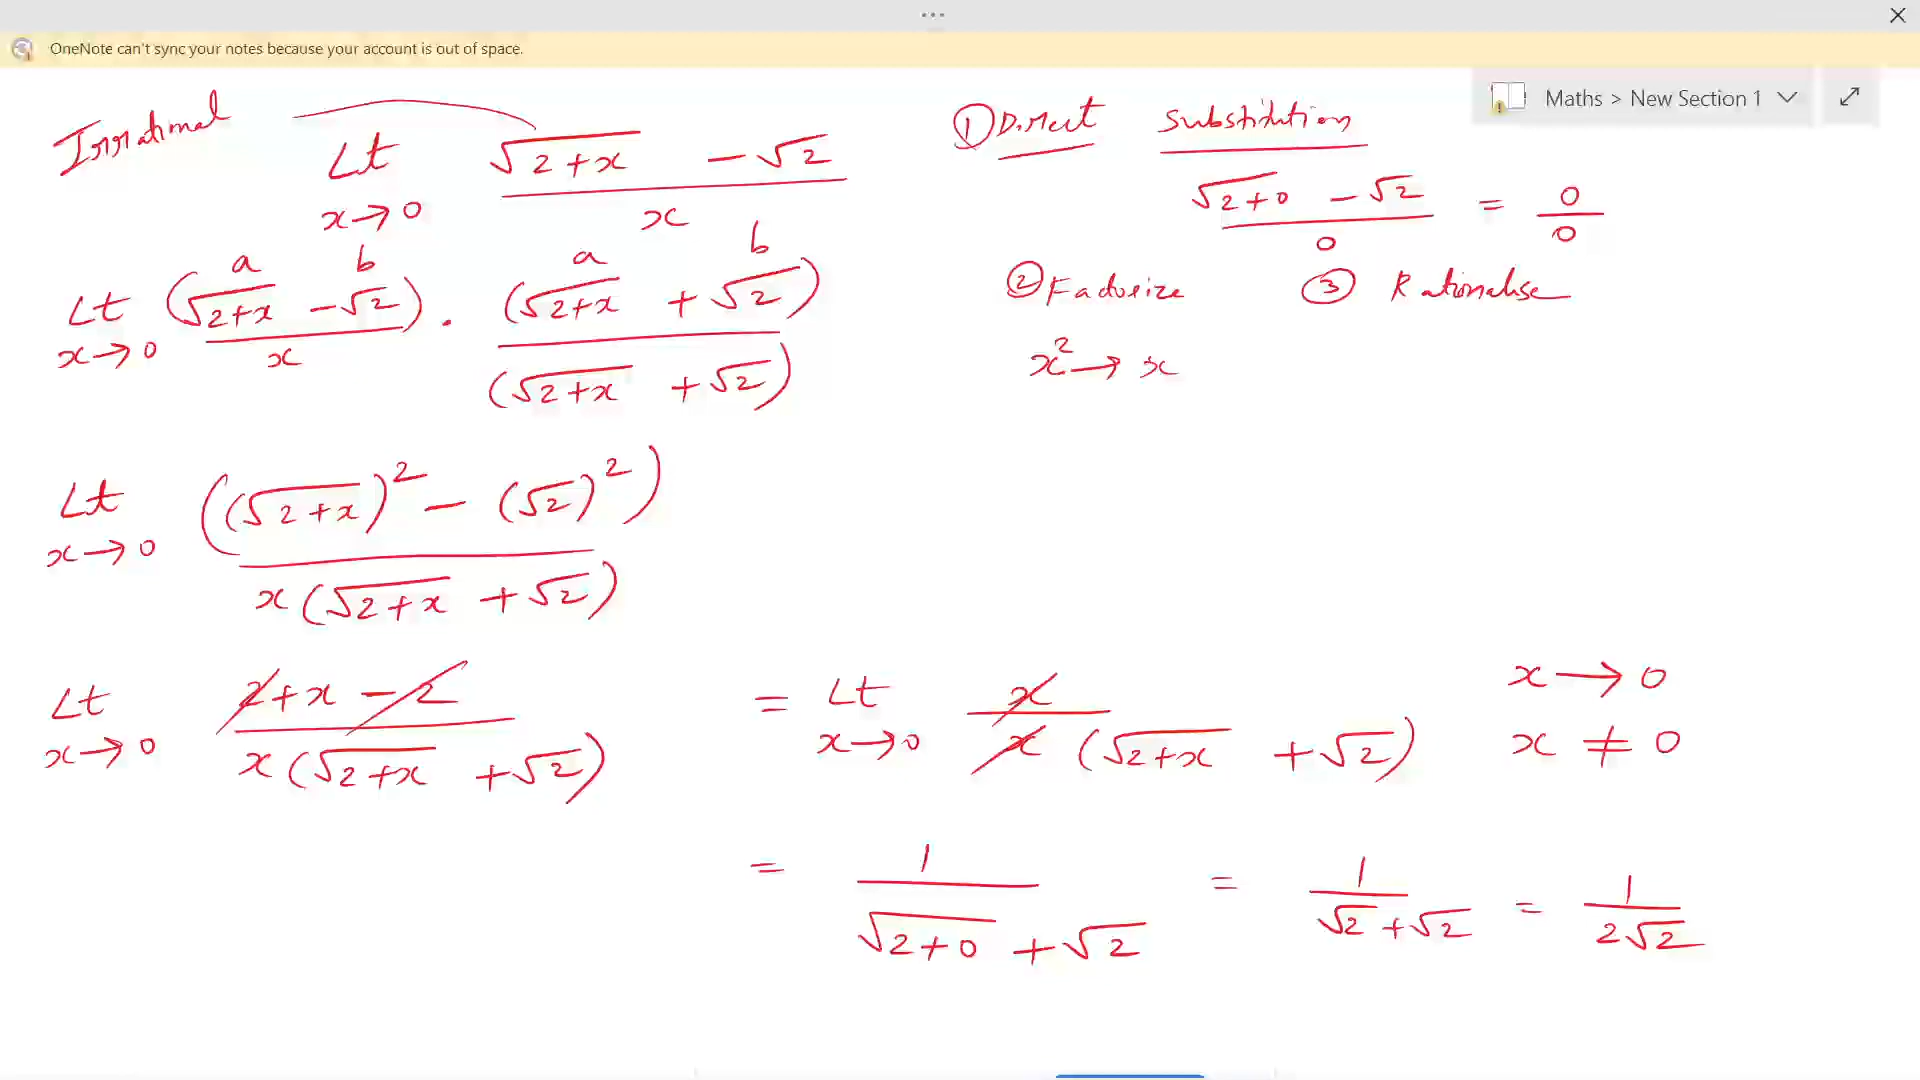 OneNote can't sync your notes because your account is out of space.
Maths > New Section 1
Irrational
Lt x→0 (√(2+x) - √2)/x
① Direct Substitution
(√(2+0) - √2)/0 = 0/0
② Factorize ③ Rationalise
x² → x
a b a b
Lt x→0 (√(2+x) - √2)/x . (√(2+x) + √2)/(√(2+x) + √2)
Lt x→0 ((√(2+x))² - (√2)²)/(x(√(2+x) + √2))
Lt x→0 (2+x-2)/(x(√(2+x) + √2)) = Lt x→0 x/(x(√(2+x) + √2))
x → 0
x ≠ 0
= 1/(√(2+0) + √2) = 1/(√2+√2) = 1/(2√2)